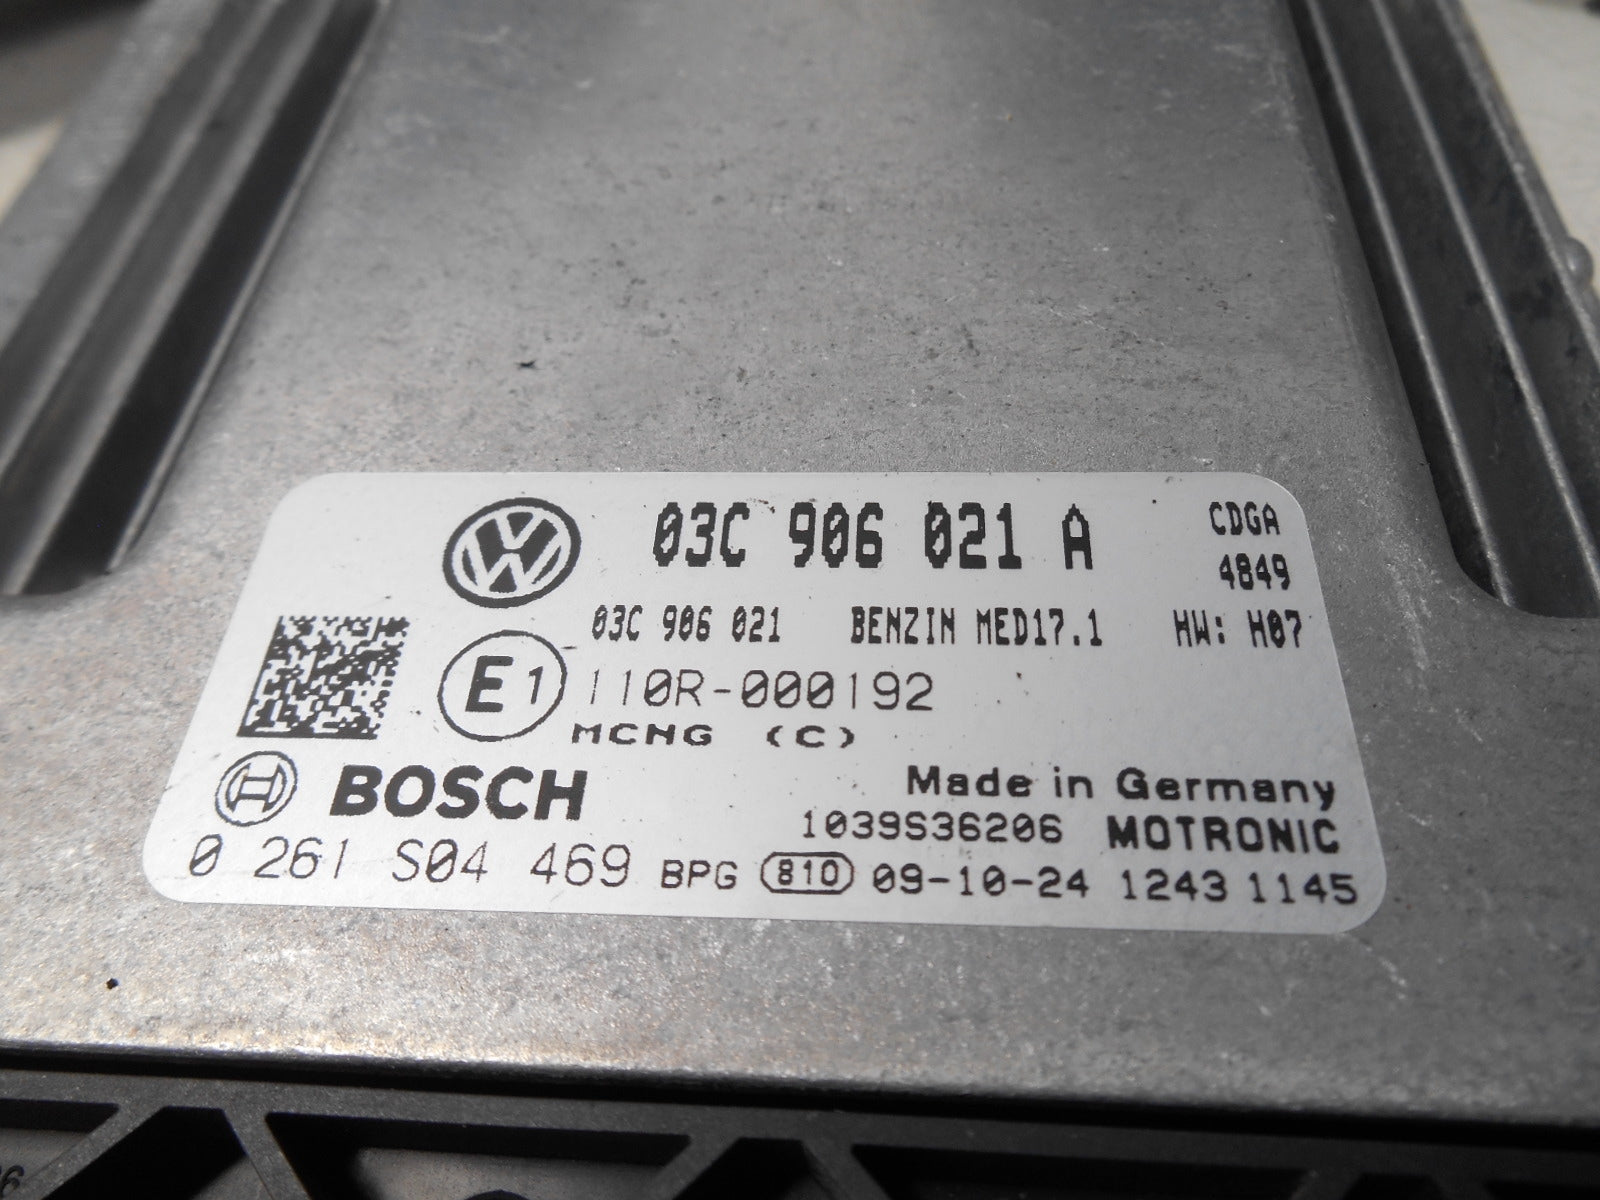 03C 906 021 A CDGA
4849
03C 906 021 BENZIN MED17.1 HW: H07
E1 110R-000192
MCNG (C)
BOSCH Made in Germany
1039S36206 MOTRONIC
0 261 S04 469 BPG 810 09-10-24 1243 1145